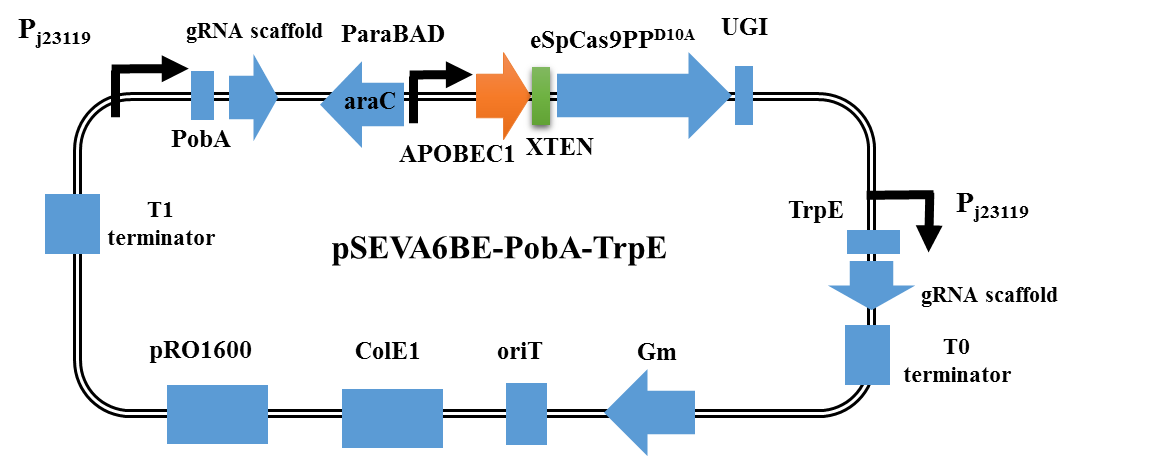 Pj23119
gRNA scaffold
ParaBAD
eSpCas9PPD10A
UGI
araC
PobA
APOBEC1
XTEN
T1
terminator
TrpE
Pj23119
pSEVA6BE-PobA-TrpE
gRNA scaffold
pRO1600
ColE1
oriT
Gm
T0
terminator